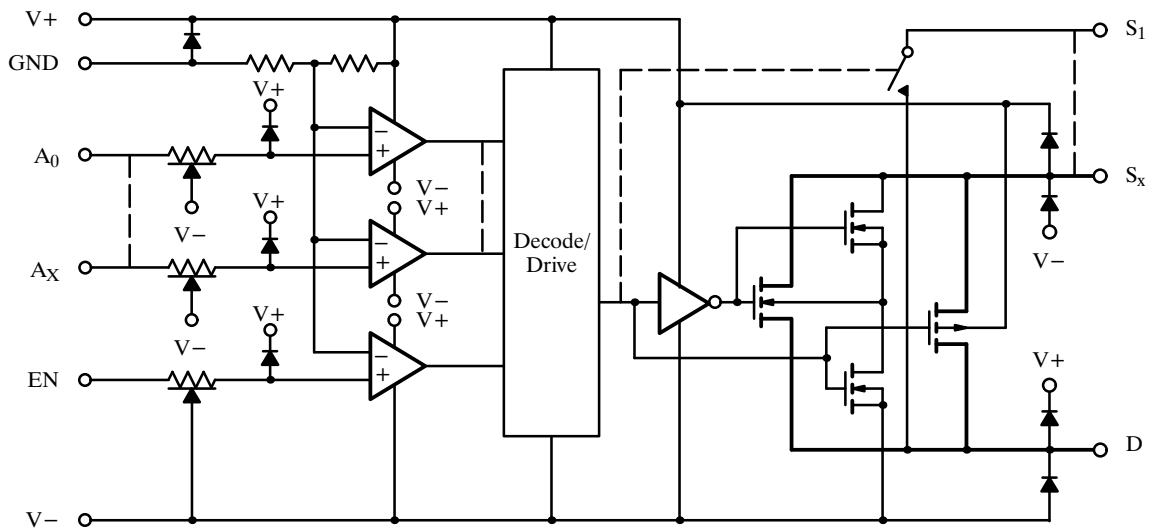 V+
S1
GND
V+
A0
−
+
V−
V+
SX
V−
V+
Decode/
Drive
V−
AX
−
+
V−
V+
V−
V+
V+
EN
−
+
D
V−